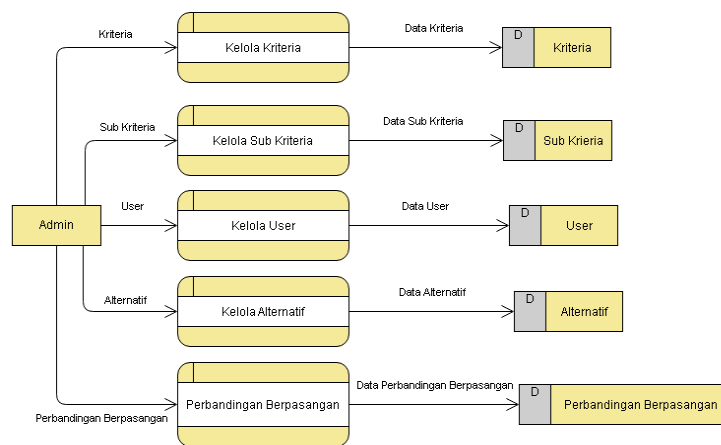 Kriteria
Kelola Kriteria
Data Kriteria
D
Kriteria
Sub Kriteria
Kelola Sub Kriteria
Data Sub Kriteria
D
Sub Krieria
Admin
User
Kelola User
Data User
D
User
Alternatif
Kelola Alternatif
Data Alternatif
D
Alternatif
Perbandingan Berpasangan
Perbandingan Berpasangan
Data Perbandingan Berpasangan
D
Perbandingan Berpasangan